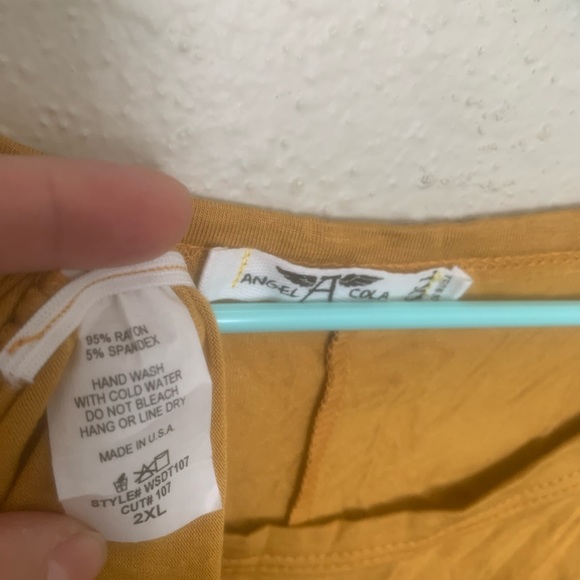 ANGEL A COLA
95% RAYON
5% SPANDEX
HAND WASH
WITH COLD WATER
DO NOT BLEACH
HANG OR LINE DRY
MADE IN U.S.A.
STYLE# WSDT107
CUT# 107
2XL